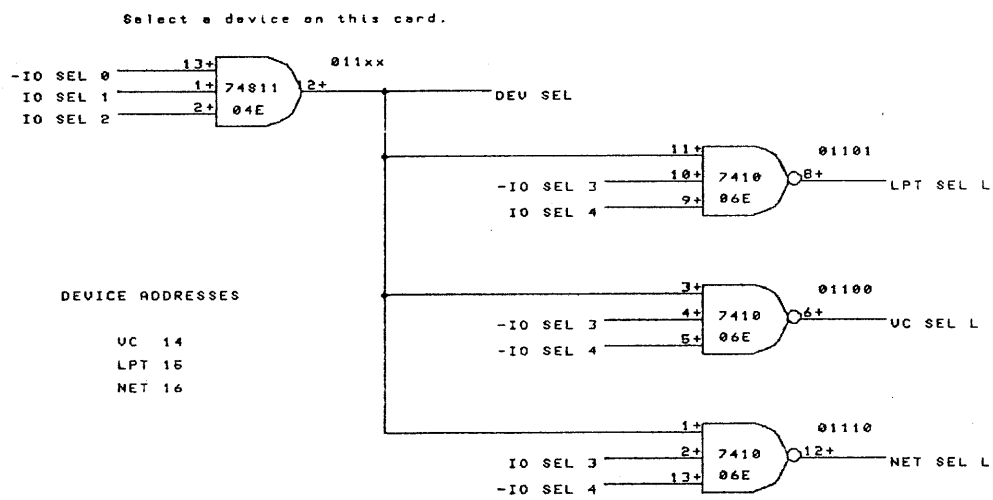 Select a device on this card.
-IO SEL 0
IO SEL 1
IO SEL 2
13+
1+
2+
74S11
04E
12+
011xx
DEV SEL
-IO SEL 3
IO SEL 4
11+
10+
9+
7410
06E
8+
01101
LPT SEL L
-IO SEL 3
-IO SEL 4
3+
4+
5+
7410
06E
6+
01100
VC SEL L
DEVICE ADDRESSES
VC 14
LPT 15
NET 16
IO SEL 3
-IO SEL 4
1+
2+
13+
7410
06E
12+
01110
NET SEL L